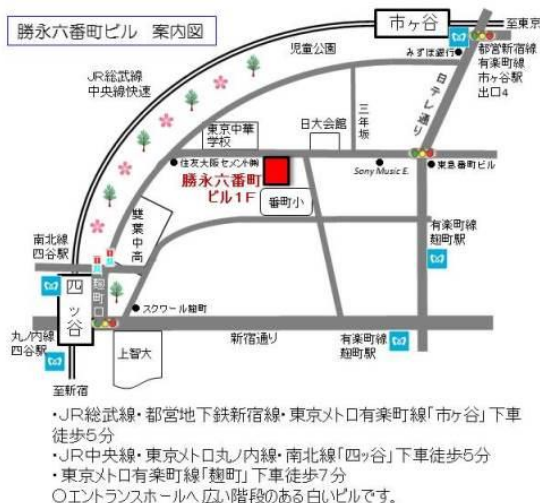 勝永六番町ビル 案内図
市ヶ谷
至東京
児童公園
みずほ銀行
都営新宿線
有楽町線
市ヶ谷駅
出口4
JR総武線
中央線快速
日テレ通り
三年坂
日大会館
東京中華
学校
住友大阪セメント㈱
Sony Music E.
東急番町ビル
勝永六番町
ビル1F
番町小
雙葉中高
南北線
四谷駅
有楽町線
麹町駅
四ッ谷
麹町口
スクワール麹町
丸ノ内線
四谷駅
上智大
新宿通り
有楽町線
麹町駅
至新宿
・JR総武線・都営地下鉄新宿線・東京メトロ有楽町線「市ヶ谷」下車
徒歩5分
・JR中央線・東京メトロ丸ノ内線・南北線「四ッ谷」下車徒歩5分
・東京メトロ有楽町線「麹町」下車徒歩7分
○エントランスホールへ広い階段のある白いビルです。